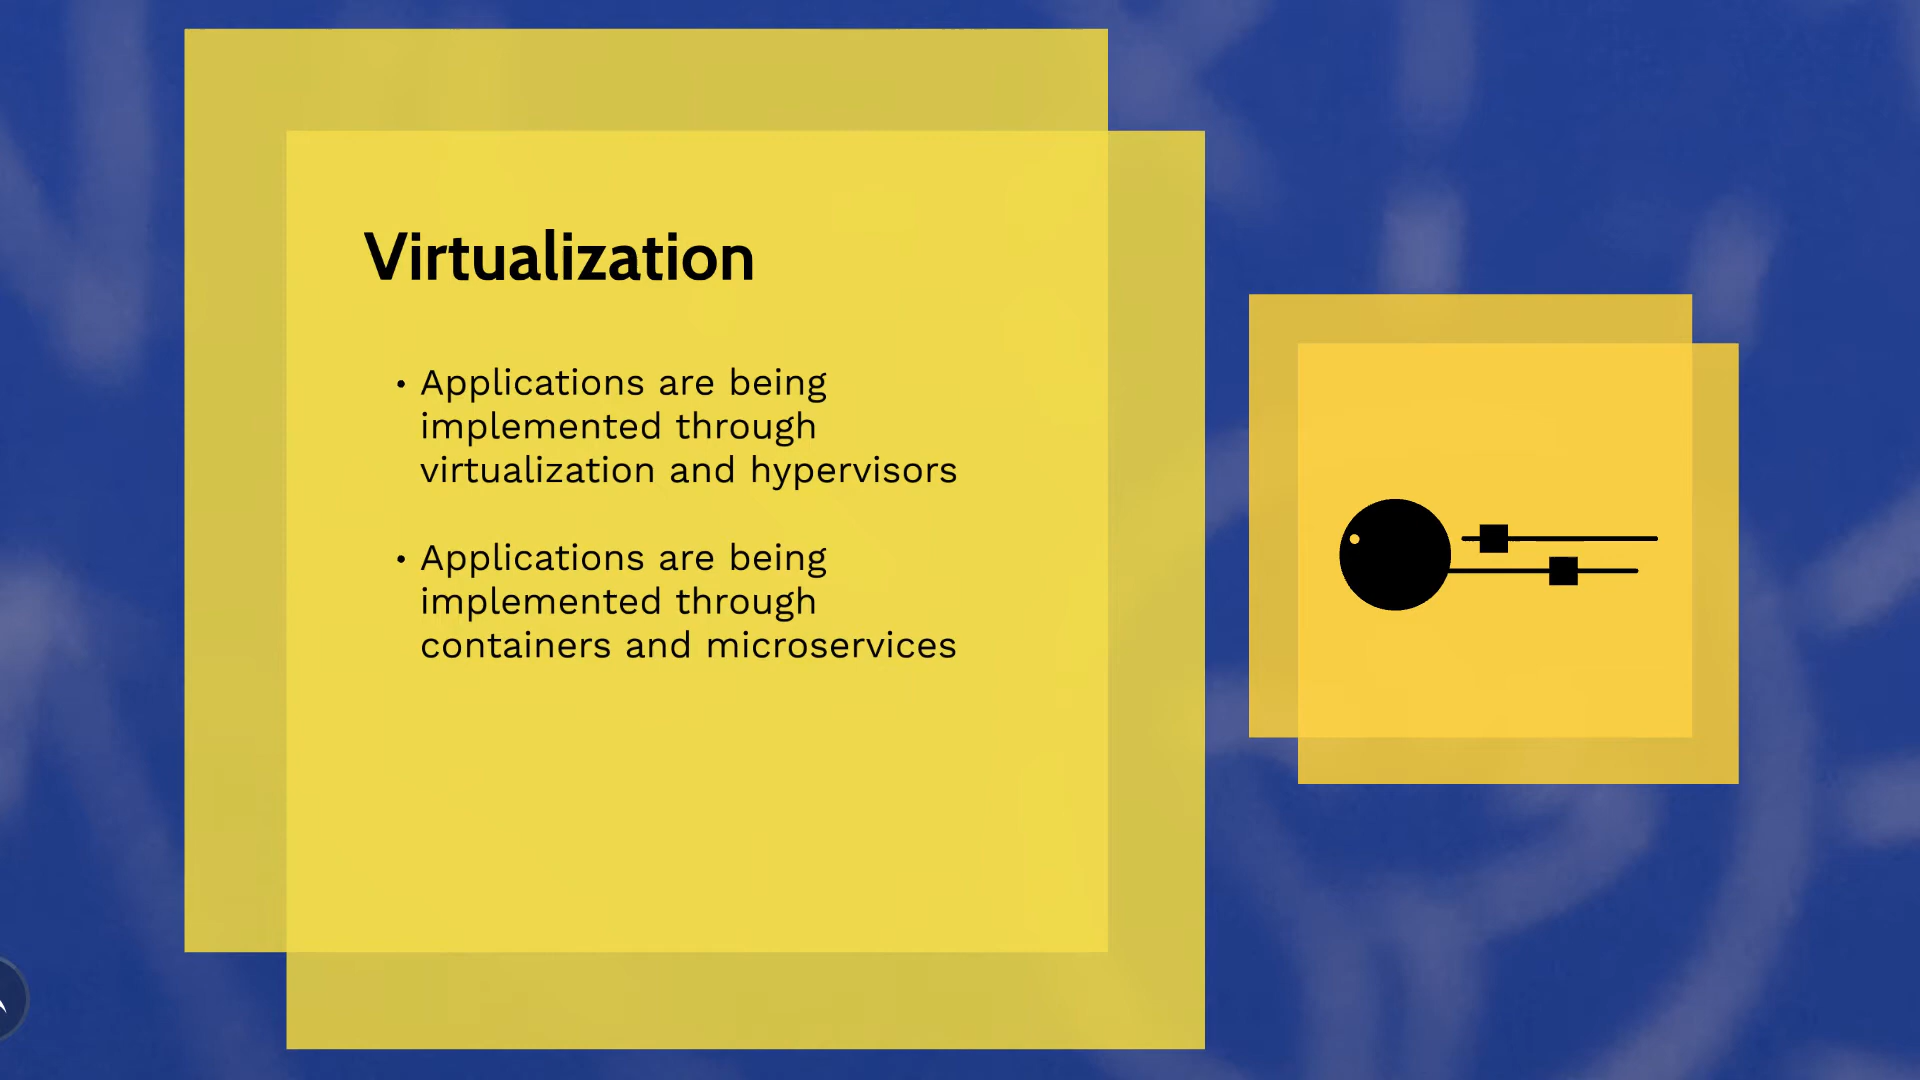 Virtualization
• Applications are being
implemented through
virtualization and hypervisors
• Applications are being
implemented through
containers and microservices